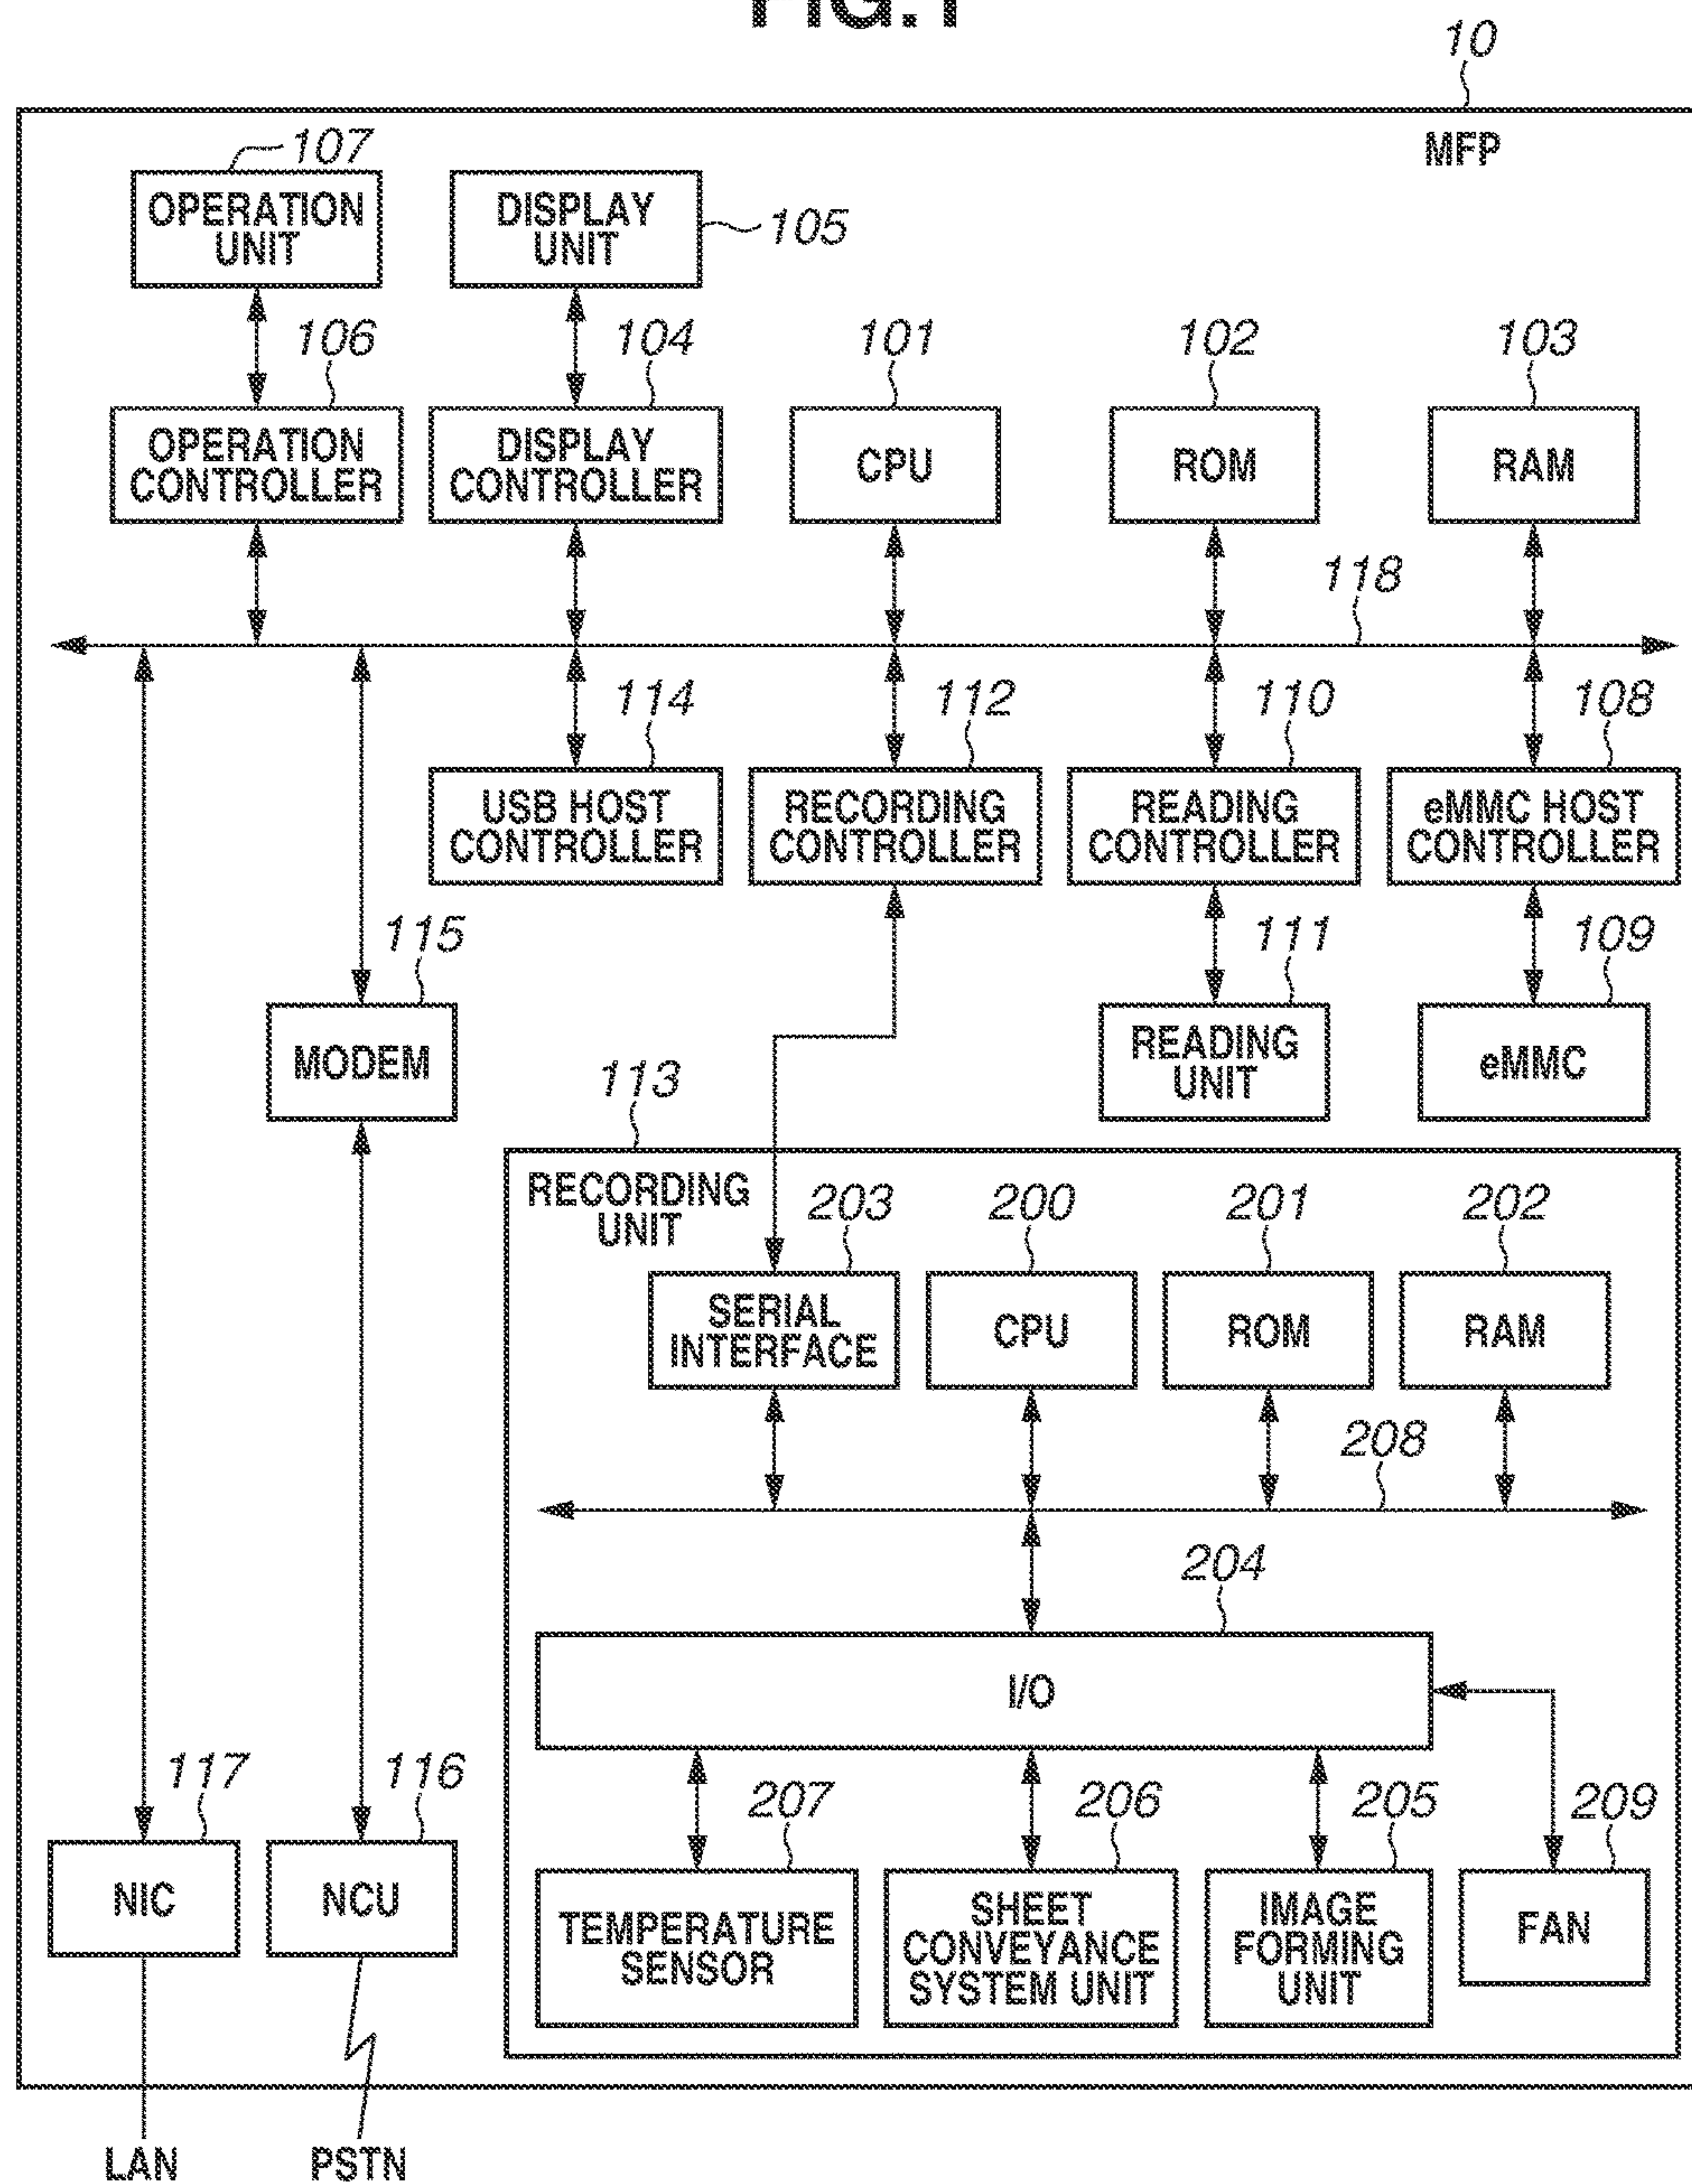 FIG.1
10
MFP
107
OPERATION
UNIT
DISPLAY
UNIT
105
106
104
101
102
103
OPERATION
CONTROLLER
DISPLAY
CONTROLLER
CPU
ROM
RAM
118
114
112
110
108
USB HOST
CONTROLLER
RECORDING
CONTROLLER
READING
CONTROLLER
eMMC HOST
CONTROLLER
115
111
109
MODEM
READING
UNIT
eMMC
113
RECORDING
UNIT
203
200
201
202
SERIAL
INTERFACE
CPU
ROM
RAM
208
204
I/O
117
116
207
206
205
209
NIC
NCU
TEMPERATURE
SENSOR
SHEET
CONVEYANCE
SYSTEM UNIT
IMAGE
FORMING
UNIT
FAN
LAN
PSTN